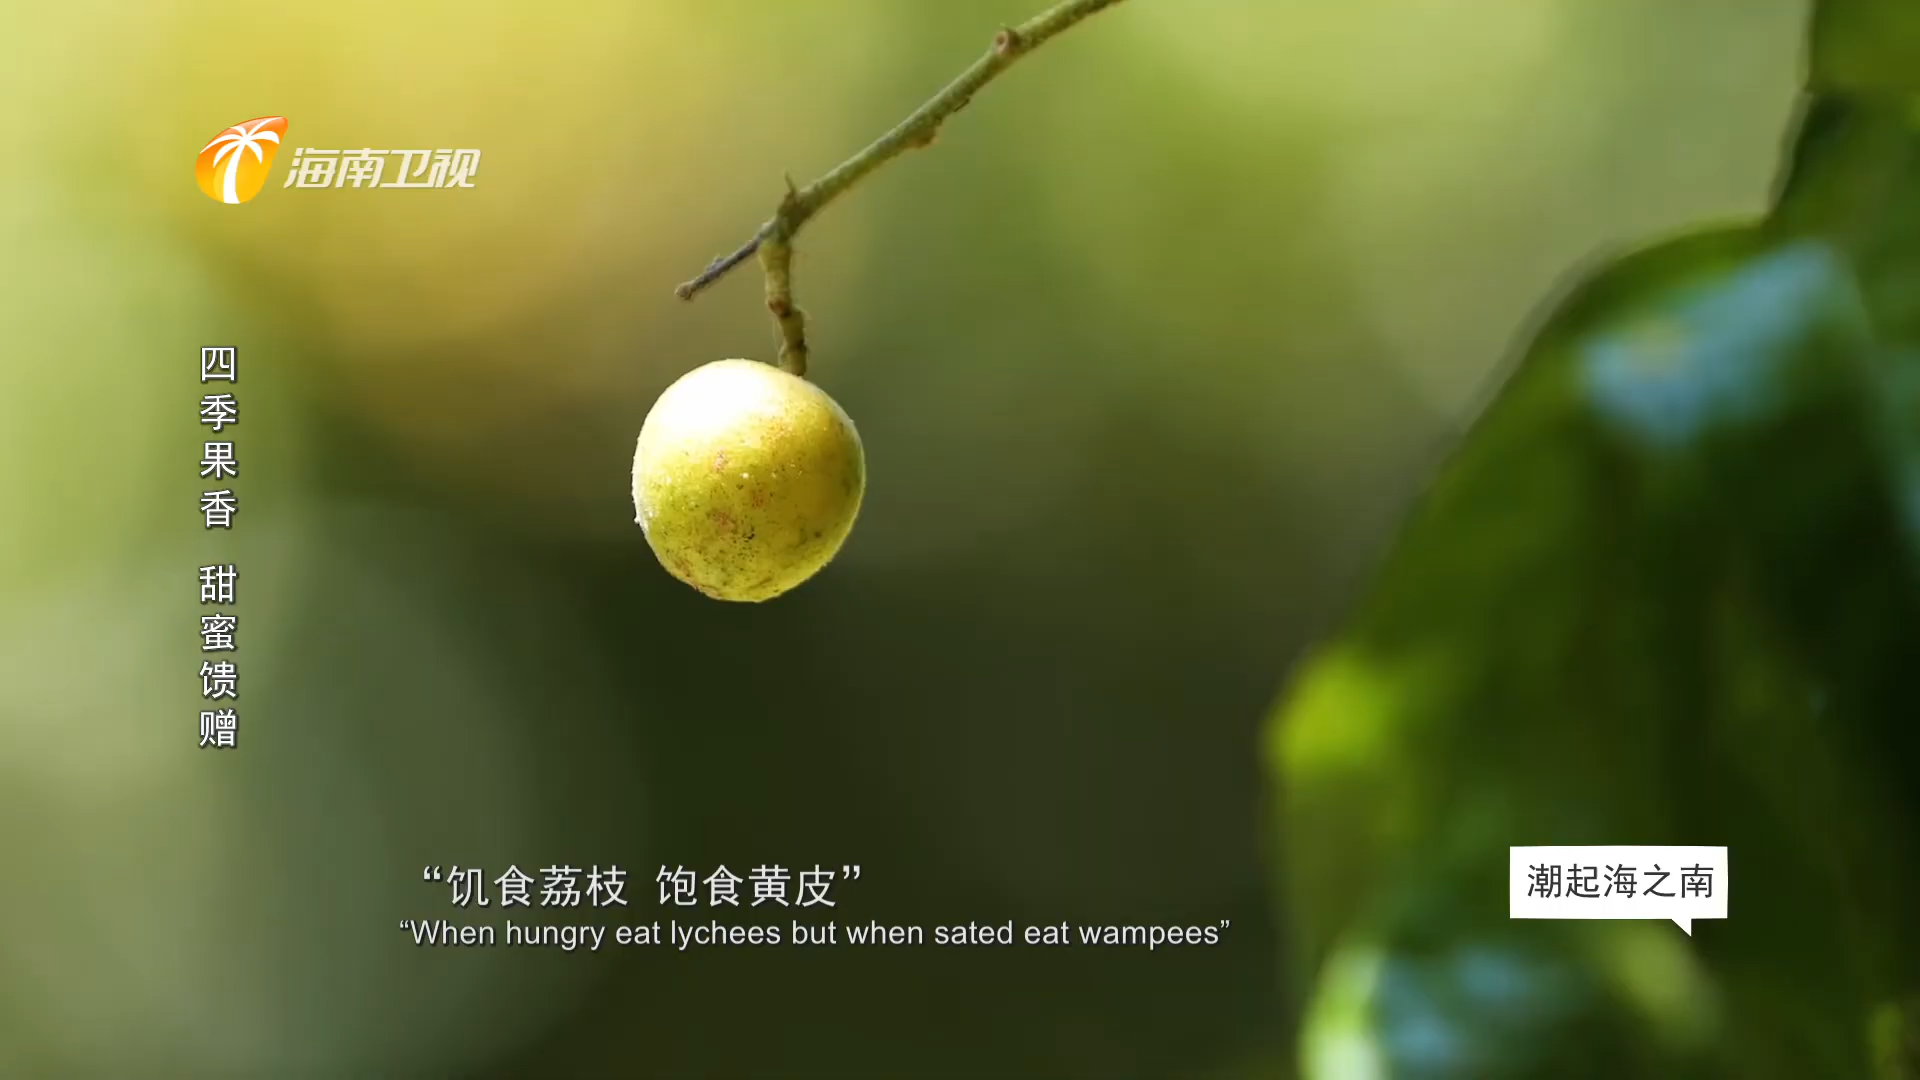 海南卫视
四季果香 甜蜜馈赠
“饥食荔枝 饱食黄皮”
“When hungry eat lychees but when sated eat wampees”
潮起海之南